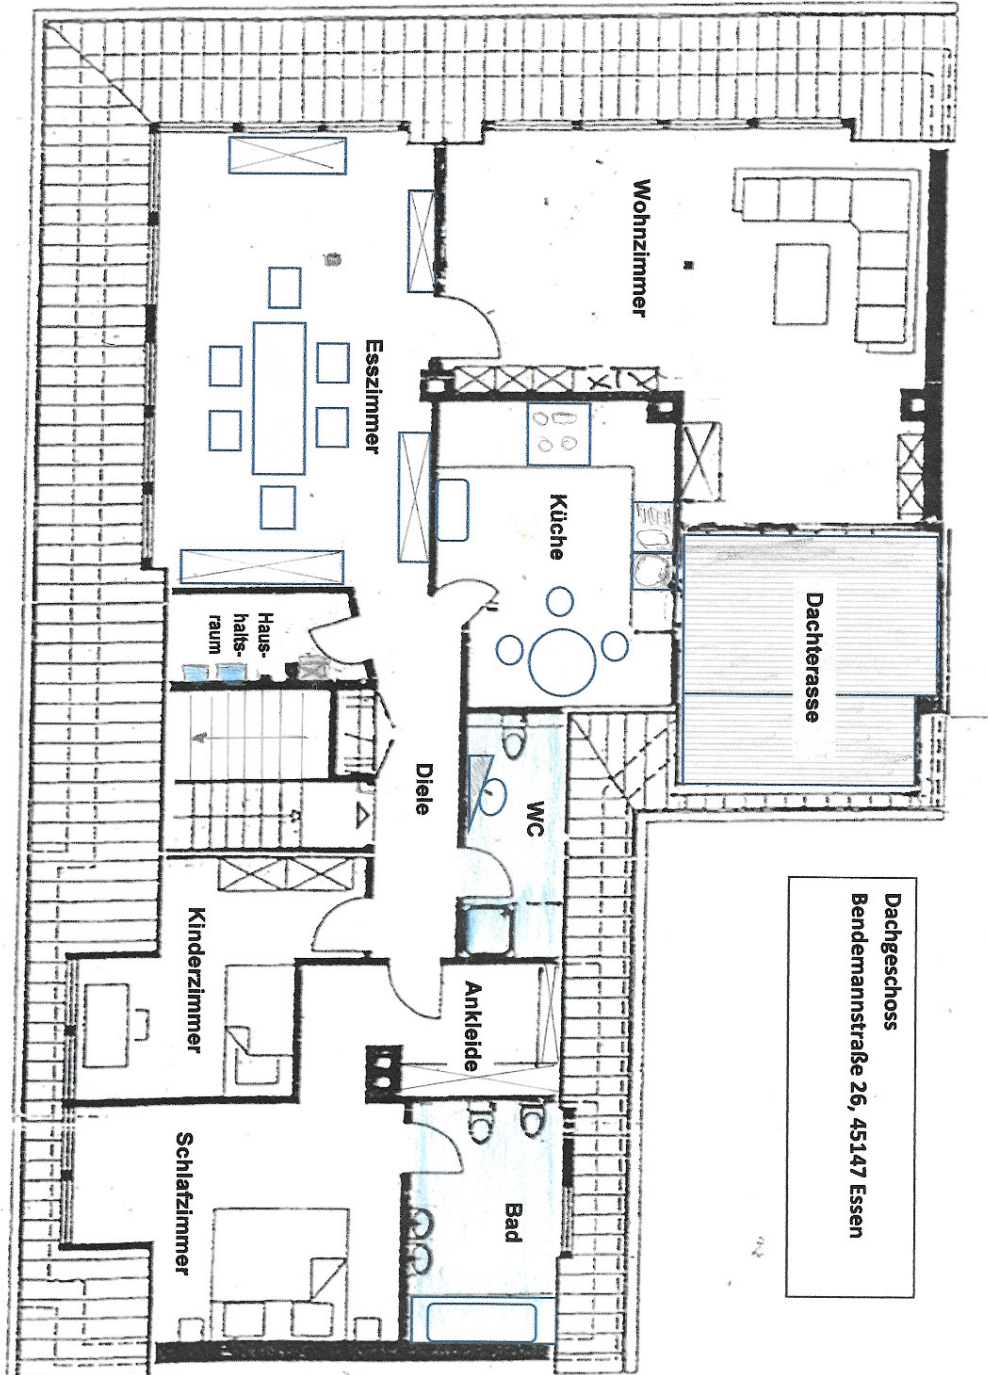 Dachgeschoss
Bendemannstraße 26, 45147 Essen
Wohnzimmer
Dachterasse
Esszimmer
Küche
Haus-
halts-
raum
Diele
WC
Kinderzimmer
Ankleide
Schlafzimmer
Bad